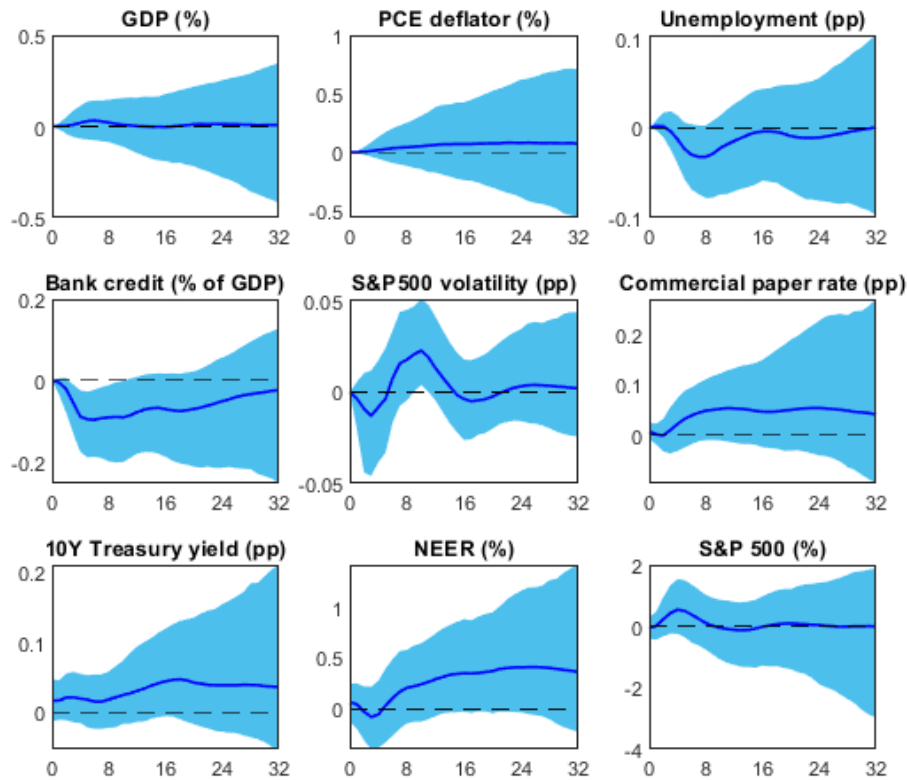 GDP (%)
0.5
0
-0.5
0 8 16 24 32
PCE deflator (%)
1
0.5
0
-0.5
0 8 16 24 32
Unemployment (pp)
0.1
0
-0.1
0 8 16 24 32
Bank credit (% of GDP)
0.2
0
-0.2
0 8 16 24 32
S&P500 volatility (pp)
0.05
0
-0.05
0 8 16 24 32
Commercial paper rate (pp)
0.2
0.1
0
0 8 16 24 32
10Y Treasury yield (pp)
0.2
0.1
0
0 8 16 24 32
NEER (%)
1
0.5
0
0 8 16 24 32
S&P 500 (%)
2
0
-2
-4
0 8 16 24 32